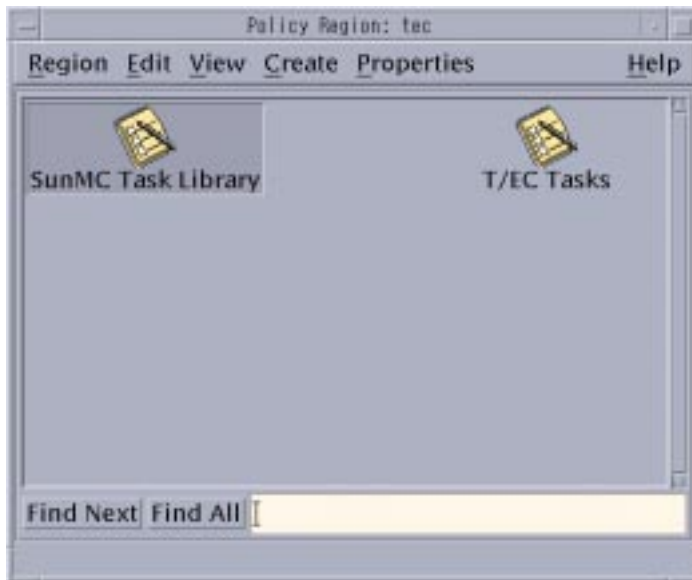 Policy Region: tec
Region Edit View Create Properties Help
SunMC Task Library T/EC Tasks
Find Next Find All